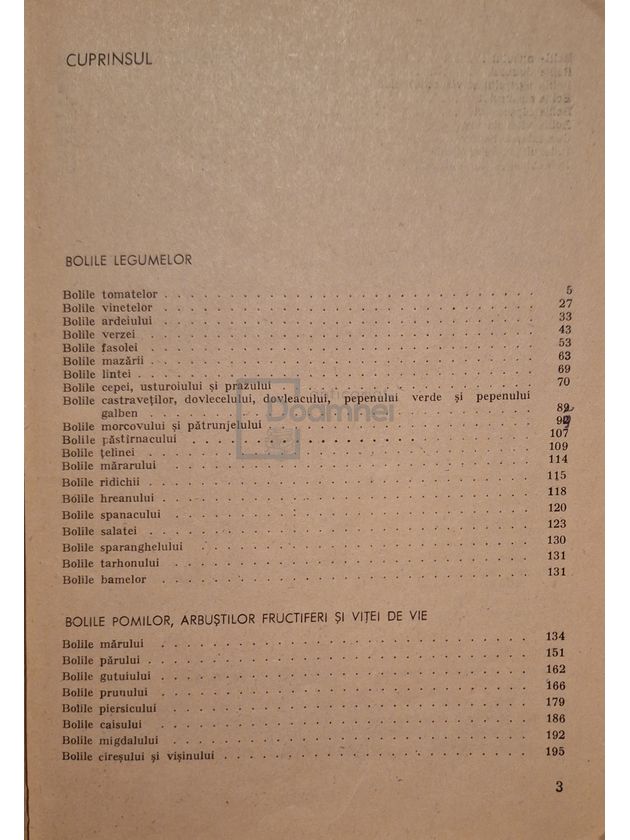 CUPRINSUL
BOLILE LEGUMELOR
Bolile tomatelor . . . 5
Bolile vinetelor . . . 27
Bolile ardeiului . . . 33
Bolile verzei . . . 43
Bolile fasolei . . . 53
Bolile mazării . . . 63
Bolile lintei . . . 69
Bolile cepei, usturoiului și prazului . . . 70
Bolile castraveților, dovlecelului, dovleacului, pepenului verde și pepenului
galben . . . 82
Bolile morcovului și pătrunjelului . . .
Bolile păstîrnacului . . . 107
Bolile țelinei . . . 109
Bolile mărarului . . . 114
Bolile ridichii . . . 115
Bolile hreanului . . . 118
Bolile spanacului . . . 120
Bolile salatei . . . 123
Bolile sparanghelului . . . 130
Bolile tarhonului . . . 131
Bolile bamelor . . . 131
BOLILE POMILOR, ARBUȘTILOR FRUCTIFERI ȘI VIȚEI DE VIE
Bolile mărului . . . 134
Bolile părului . . . 151
Bolile gutuiului . . . 162
Bolile prunului . . . 166
Bolile piersicului . . . 179
Bolile caisului . . . 186
Bolile migdalului . . . 192
Bolile cireșului și vișinului . . . 195
3
Doamnei